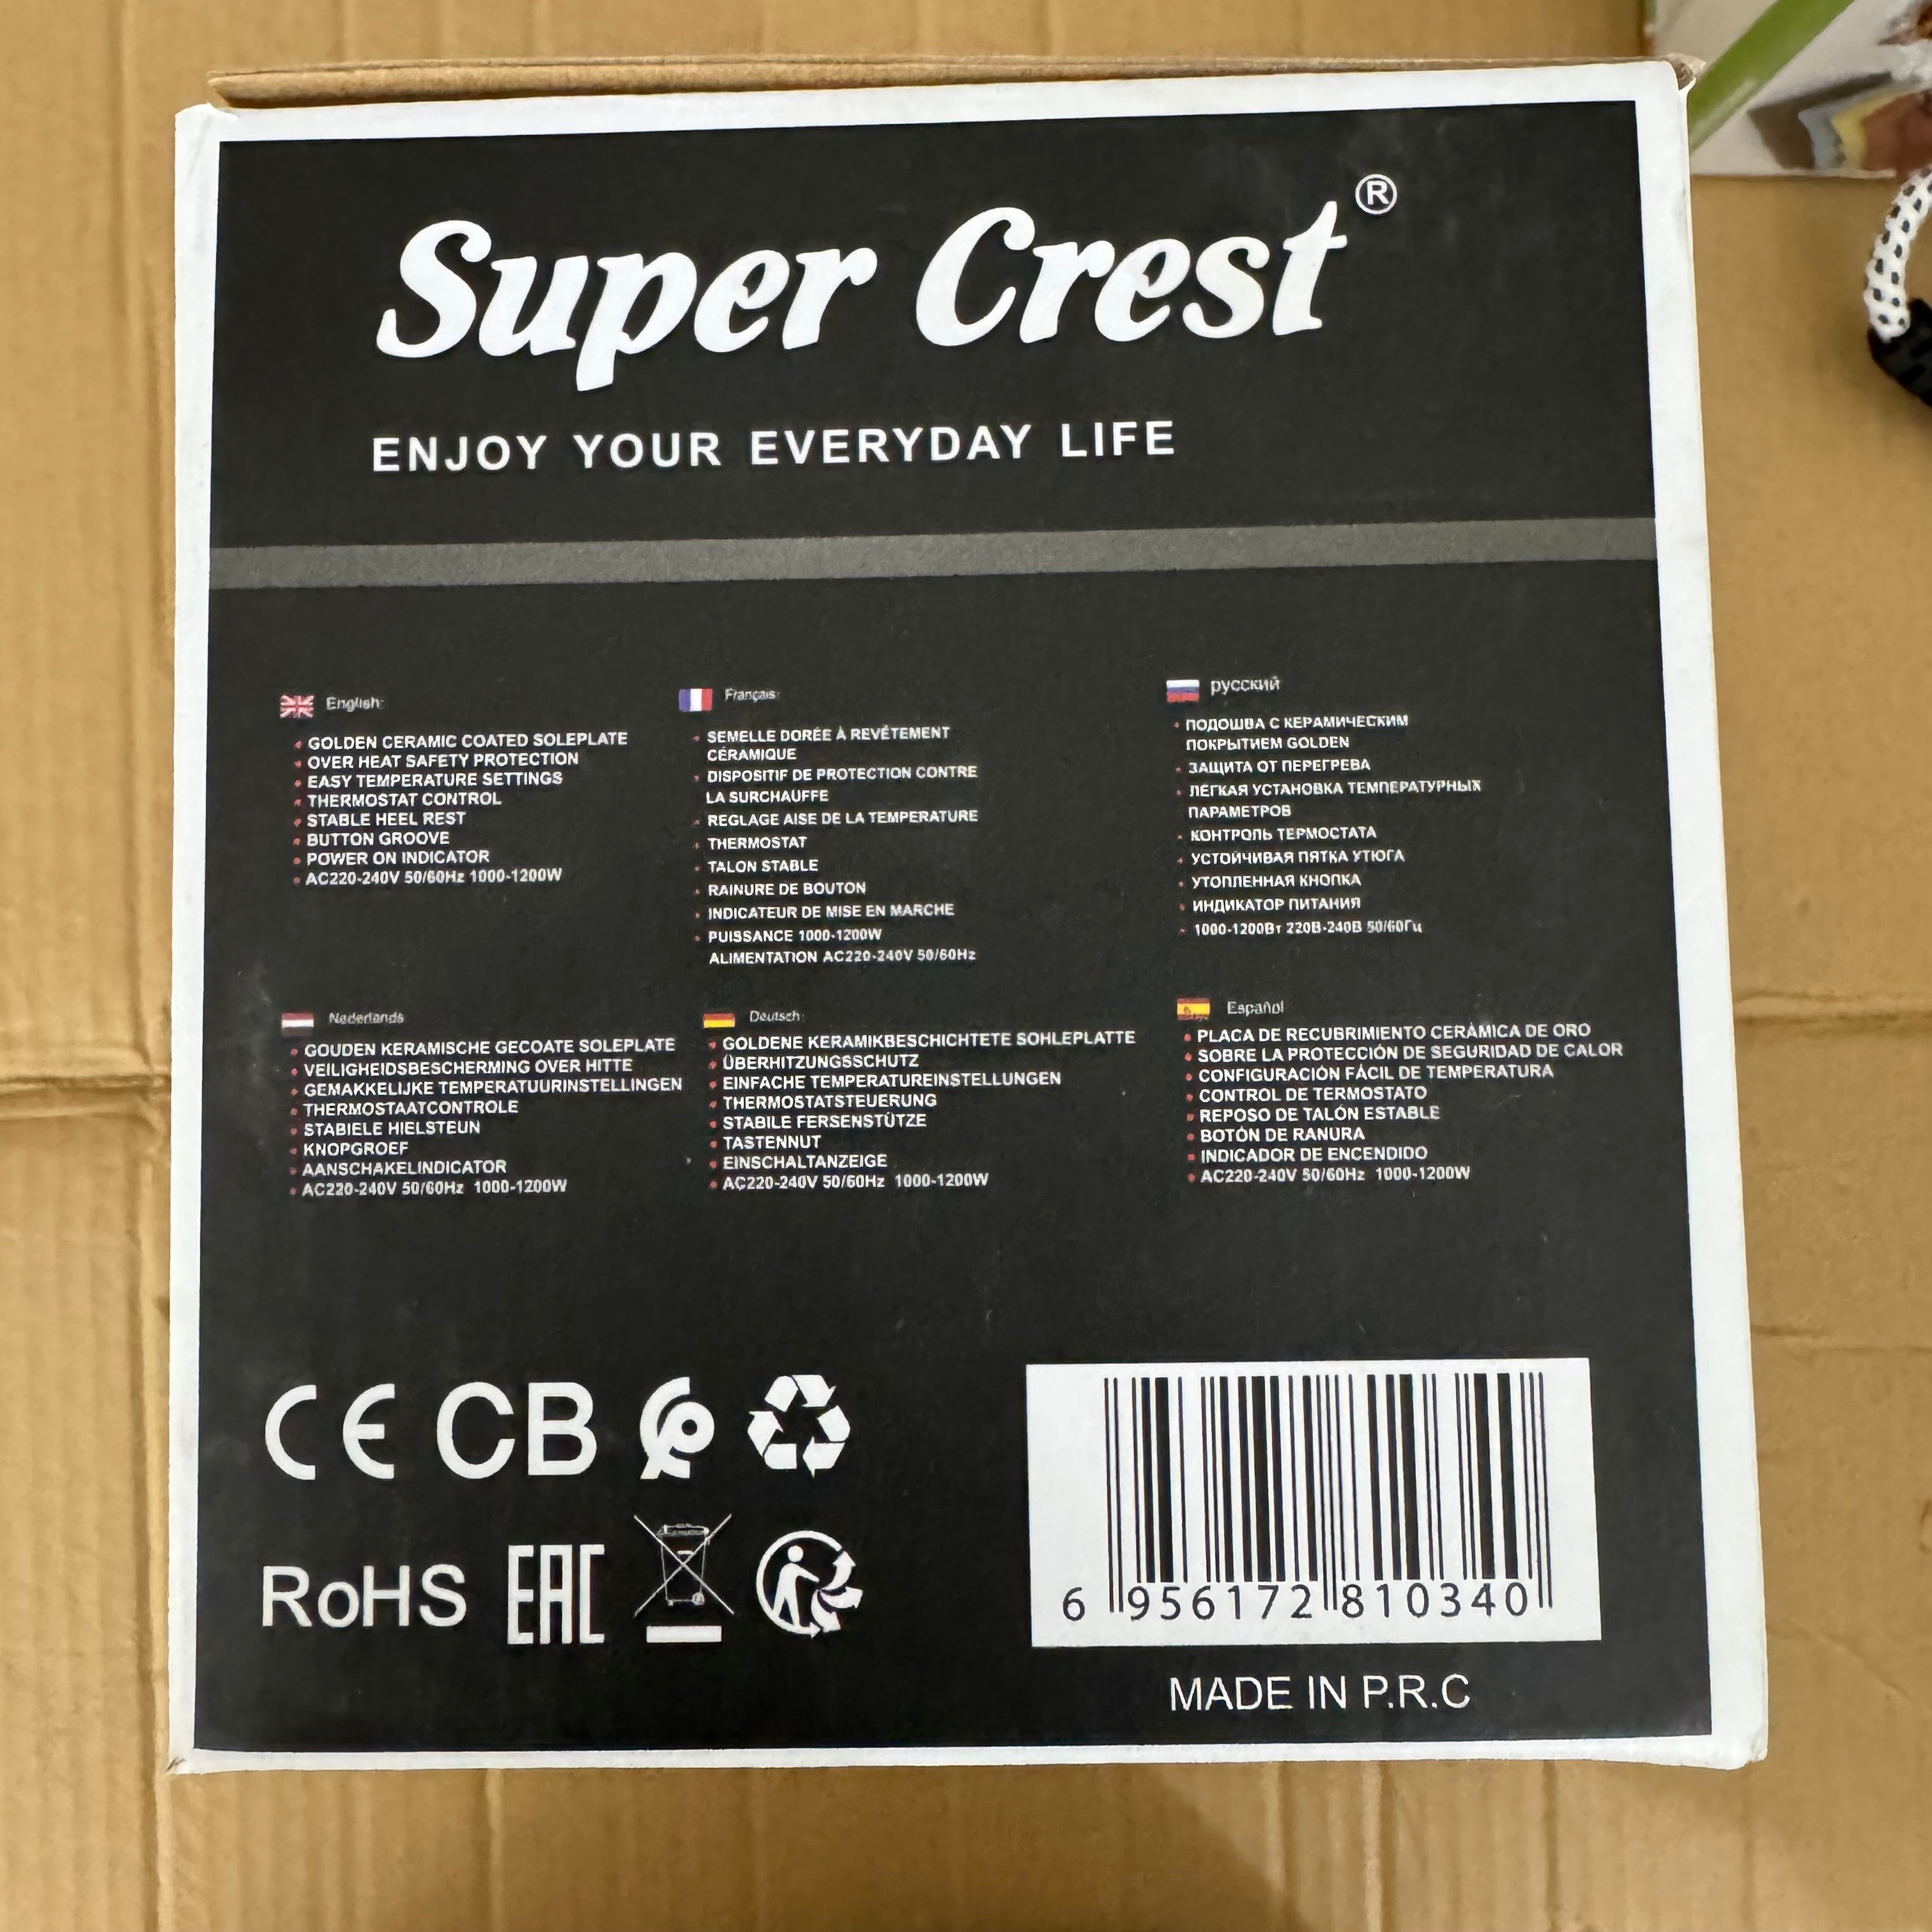 Super Crest®
ENJOY YOUR EVERYDAY LIFE
English:
GOLDEN CERAMIC COATED SOLEPLATE
OVER HEAT SAFETY PROTECTION
EASY TEMPERATURE SETTINGS
THERMOSTAT CONTROL
STABLE HEEL REST
BUTTON GROOVE
POWER ON INDICATOR
AC220-240V 50/60Hz 1000-1200W
Français:
SEMELLE DORÉE À REVÊTEMENT
CÉRAMIQUE
DISPOSITIF DE PROTECTION CONTRE
LA SURCHAUFFE
REGLAGE AISE DE LA TEMPERATURE
THERMOSTAT
TALON STABLE
RAINURE DE BOUTON
INDICATEUR DE MISE EN MARCHE
PUISSANCE 1000-1200W
ALIMENTATION AC220-240V 50/60Hz
русский
ПОДОШВА С КЕРАМИЧЕСКИМ
ПОКРЫТИЕМ GOLDEN
ЗАЩИТА ОТ ПЕРЕГРЕВА
ЛЕГКАЯ УСТАНОВКА ТЕМПЕРАТУРНЫХ
ПАРАМЕТРОВ
КОНТРОЛЬ ТЕРМОСТАТА
УСТОЙЧИВАЯ ПЯТКА УТЮГА
УТОПЛЕННАЯ КНОПКА
ИНДИКАТОР ПИТАНИЯ
1000-1200Вт 220В-240В 50/60Гц
Nederlands
GOUDEN KERAMISCHE GECOATE SOLEPLATE
VEILIGHEIDSBESCHERMING OVER HITTE
GEMAKKELIJKE TEMPERATUURINSTELLINGEN
THERMOSTAATCONTROLE
STABIELE HIELSTEUN
KNOPGROEF
AANSCHAKELINDICATOR
AC220-240V 50/60Hz 1000-1200W
Deutsch:
GOLDENE KERAMIKBESCHICHTETE SOHLEPLATTE
ÜBERHITZUNGSSCHUTZ
EINFACHE TEMPERATUREINSTELLUNGEN
THERMOSTATSTEUERUNG
STABILE FERSENSTÜTZE
TASTENNUT
EINSCHALTANZEIGE
AC220-240V 50/60Hz 1000-1200W
Español
PLACA DE RECUBRIMIENTO CERÁMICA DE ORO
SOBRE LA PROTECCIÓN DE SEGURIDAD DE CALOR
CONFIGURACIÓN FÁCIL DE TEMPERATURA
CONTROL DE TERMOSTATO
REPOSO DE TALÓN ESTABLE
BOTÓN DE RANURA
INDICADOR DE ENCENDIDO
AC220-240V 50/60Hz 1000-1200W
CE CB
RoHS EAC
6 956172 810340
MADE IN P.R.C